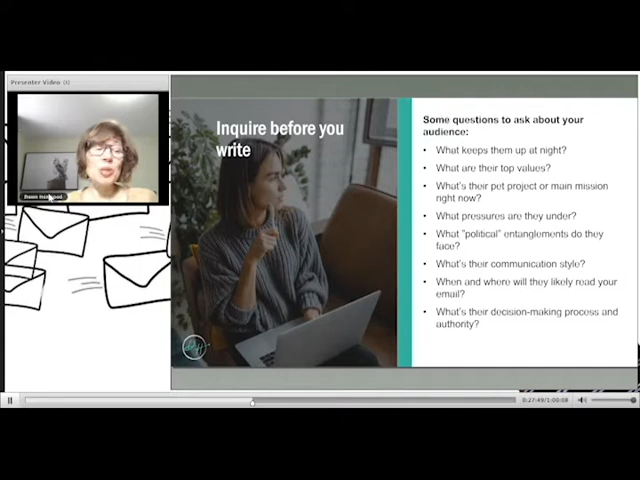 Presenter Video (1)
Inquire before you
write
Some questions to ask about your
audience:
• What keeps them up at night?
• What are their top values?
• What's their pet project or main mission
right now?
• What pressures are they under?
• What "political" entanglements do they
face?
• What's their communication style?
• When and where will they likely read your
email?
• What's their decision-making process and
authority?
0:27:49/1:00:08